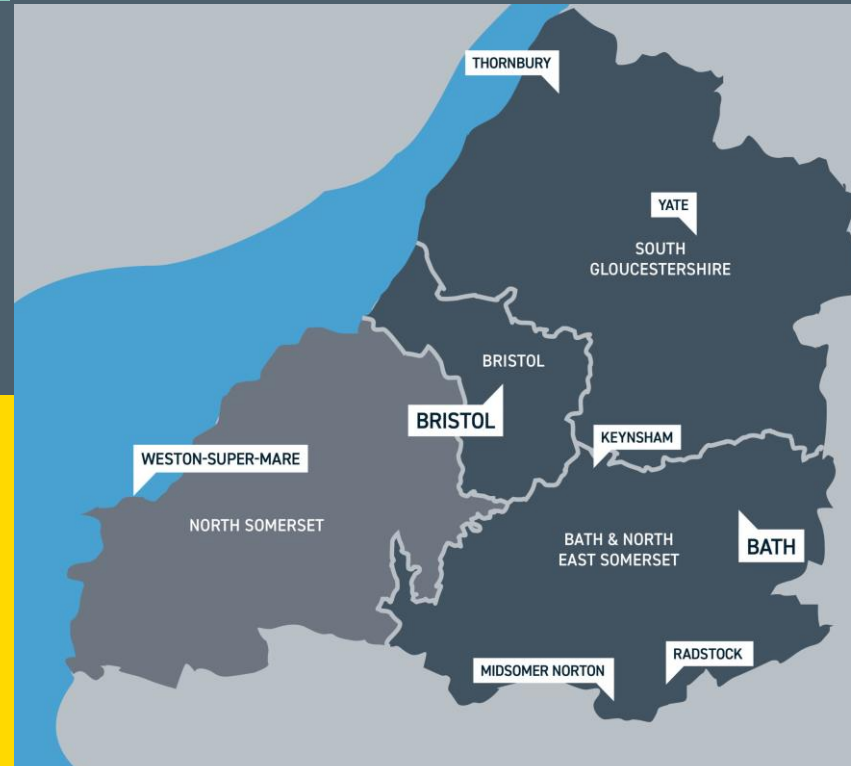 THORNBURY
YATE
SOUTH
GLOUCESTERSHIRE
BRISTOL
BRISTOL
KEYNSHAM
WESTON-SUPER-MARE
NORTH SOMERSET
BATH & NORTH
EAST SOMERSET
BATH
RADSTOCK
MIDSOMER NORTON